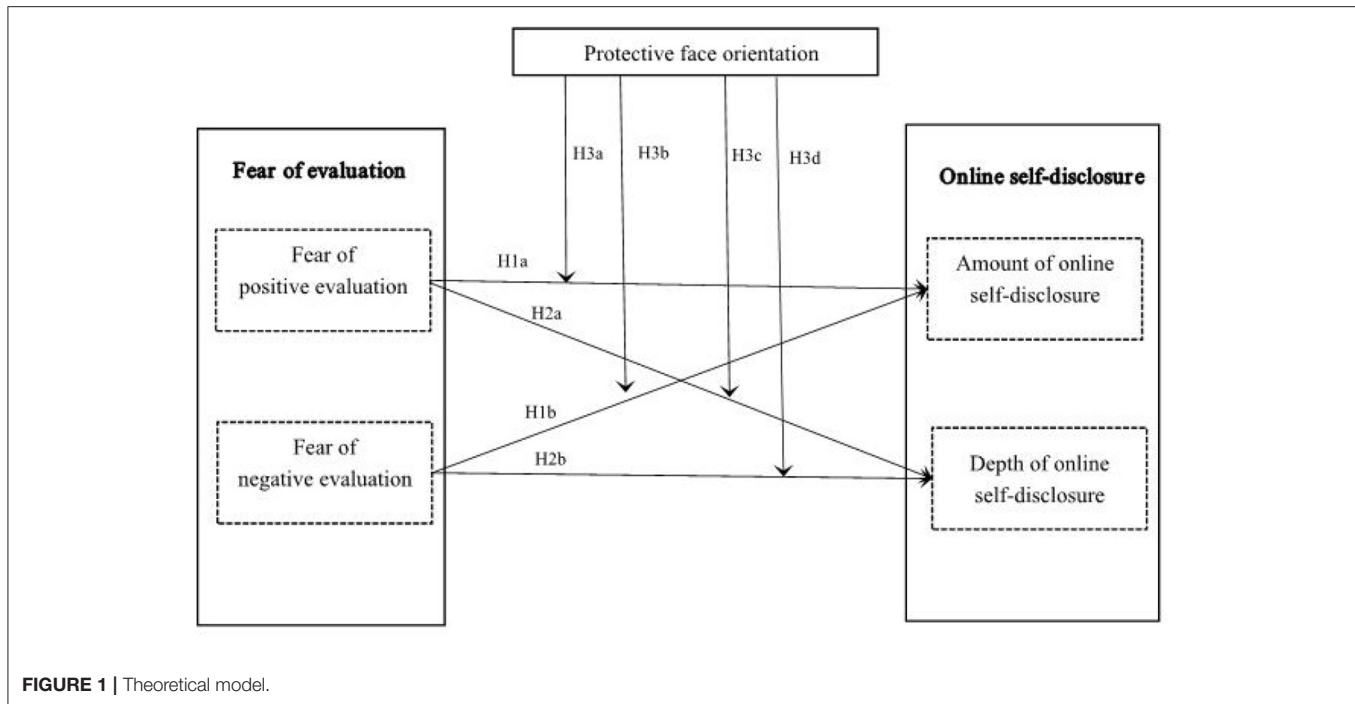 Protective face orientation
H3a
H3b
H3c
H3d
Fear of evaluation
Online self-disclosure
Fear of
positive evaluation
H1a
H2a
Amount of online
self-disclosure
Fear of
negative evaluation
H1b
H2b
Depth of online
self-disclosure
FIGURE 1 | Theoretical model.